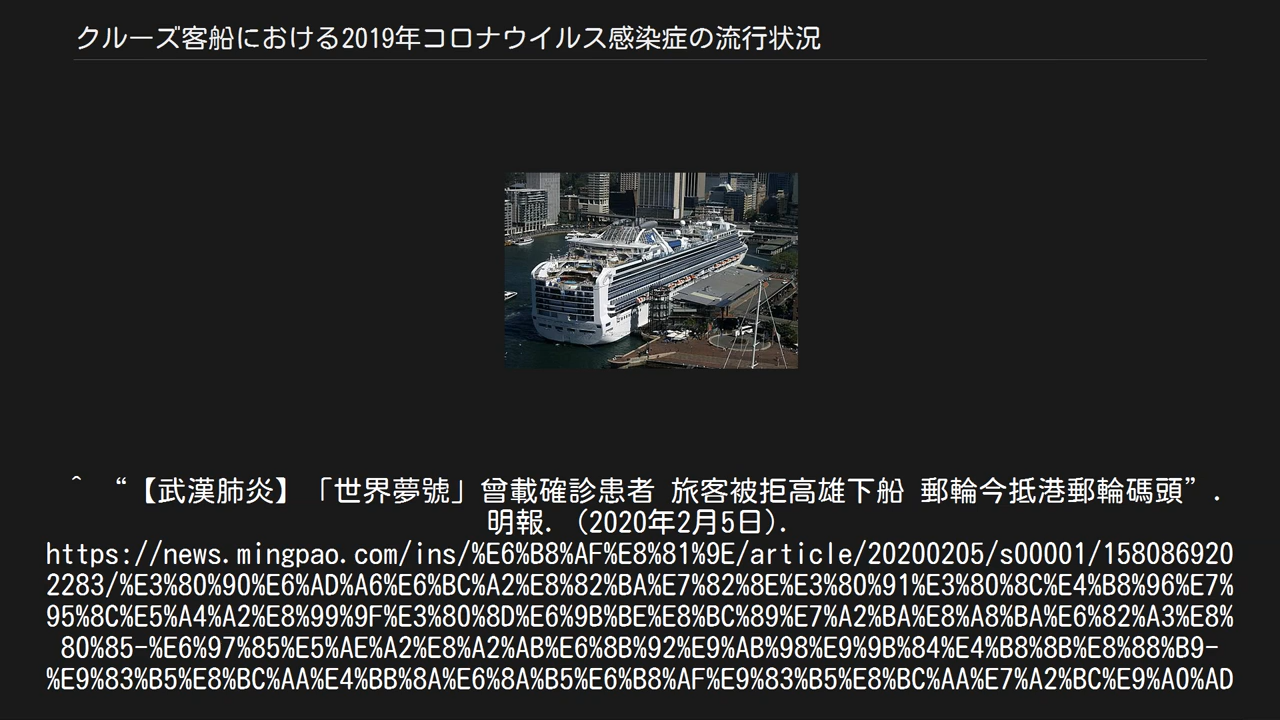 クルーズ客船における2019年コロナウイルス感染症の流行状況
^ “【武漢肺炎】「世界夢號」曾載確診患者 旅客被拒高雄下船 郵輪今抵港郵輪碼頭”.
明報. (2020年2月5日).
https://news.mingpao.com/ins/%E6%B8%AF%E8%81%9E/article/20200205/s00001/158086920
2283/%E3%80%90%E6%AD%A6%E6%BC%A2%E8%82%BA%E7%82%8E%E3%80%91%E3%80%8C%E4%B8%96%E7%
95%8C%E5%A4%A2%E8%99%9F%E3%80%8D%E6%9B%BE%E8%BC%89%E7%A2%BA%E8%A8%BA%E6%82%A3%E8%
80%85-%E6%97%85%E5%AE%A2%E8%A2%AB%E6%8B%92%E9%AB%98%E9%9B%84%E4%B8%8B%E8%88%B9-
%E9%83%B5%E8%BC%AA%E4%BB%8A%E6%8A%B5%E6%B8%AF%E9%83%B5%E8%BC%AA%E7%A2%BC%E9%A0%AD